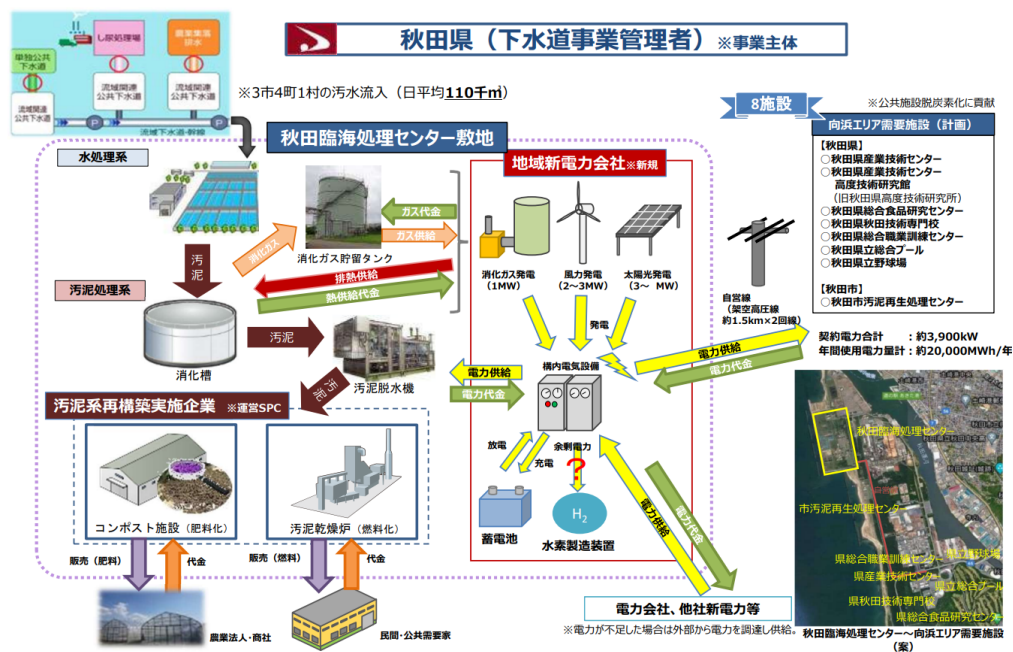 秋田県（下水道事業管理者）※事業主体
し尿処理場
農業集落
排水
単独公共
下水道
流域関連
公共下水道
流域関連
公共下水道
流域関連
公共下水道
P
P
流域下水道・幹線
※3市4町1村の汚水流入（日平均110千㎥）
秋田臨海処理センター敷地
水処理系
汚泥
消化ガス
消化ガス貯留タンク
ガス代金
ガス供給
排熱供給
熱供給代金
汚泥処理系
消化槽
汚泥
汚泥脱水機
汚泥
電力供給
電力代金
汚泥系再構築実施企業 ※運営SPC
コンポスト施設（肥料化）
汚泥乾燥炉（燃料化）
販売（肥料）
代金
販売（燃料）
代金
農業法人・商社
民間・公共需要家
地域新電力会社※新規
消化ガス発電
（1MW）
風力発電
（2～3MW）
太陽光発電
（3～ MW）
発電
構内電気設備
放電
充電
余剰電力
?
蓄電池
H₂
水素製造装置
電力供給
電力代金
電力供給
電力代金
電力会社、他社新電力等
※電力が不足した場合は外部から電力を調達し供給。
自営線
（架空高圧線
約1.5km×2回線）
8施設
※公共施設脱炭素化に貢献
向浜エリア需要施設（計画）
【秋田県】
○秋田県産業技術センター
○秋田県産業技術センター
高度技術研究館
（旧秋田県高度技術研究所）
○秋田県総合食品研究センター
○秋田県秋田技術専門校
○秋田県総合職業訓練センター
○秋田県立総合プール
○秋田県立野球場
【秋田市】
○秋田市汚泥再生処理センター
契約電力合計 ：約3,900kW
年間使用電力量計：約20,000MWh/年
秋田臨海処理センター
市汚泥再生処理センター
県総合職業訓練センター
県立野球場
県産業技術センター
県立総合プール
県秋田技術専門校
県総合食品研究センター
秋田臨海処理センター～向浜エリア需要施設
（案）